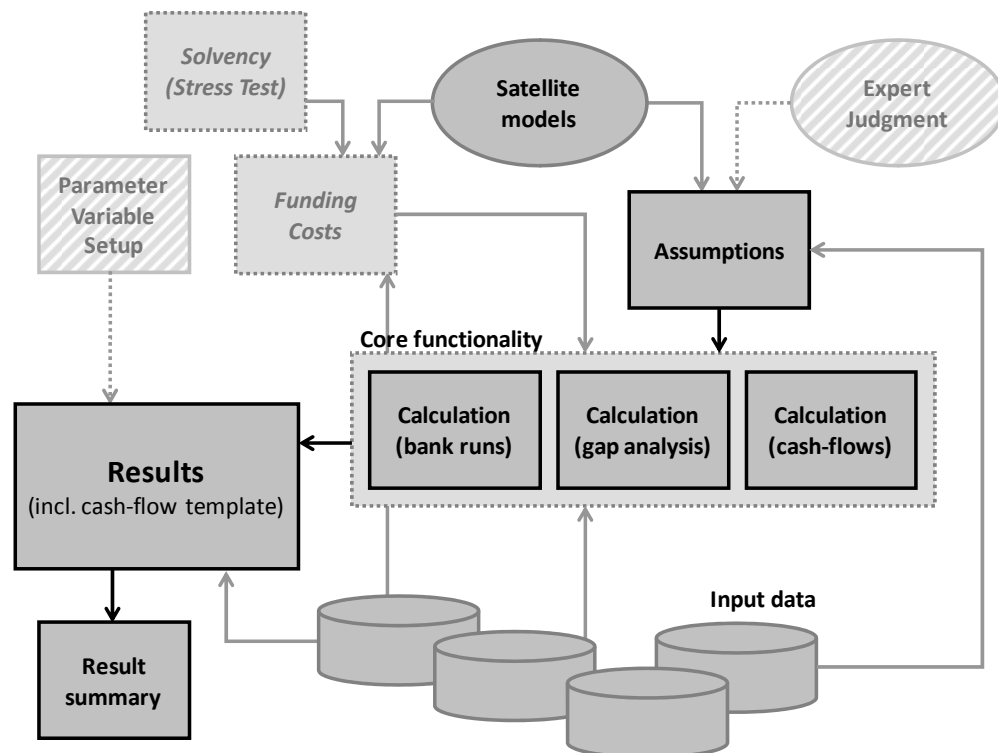 Solvency
(Stress Test)
Satellite
models
Expert
Judgment
Parameter
Variable
Setup
Funding
Costs
Assumptions
Core functionality
Calculation
(bank runs)
Calculation
(gap analysis)
Calculation
(cash-flows)
Results
(incl. cash-flow template)
Input data
Result
summary